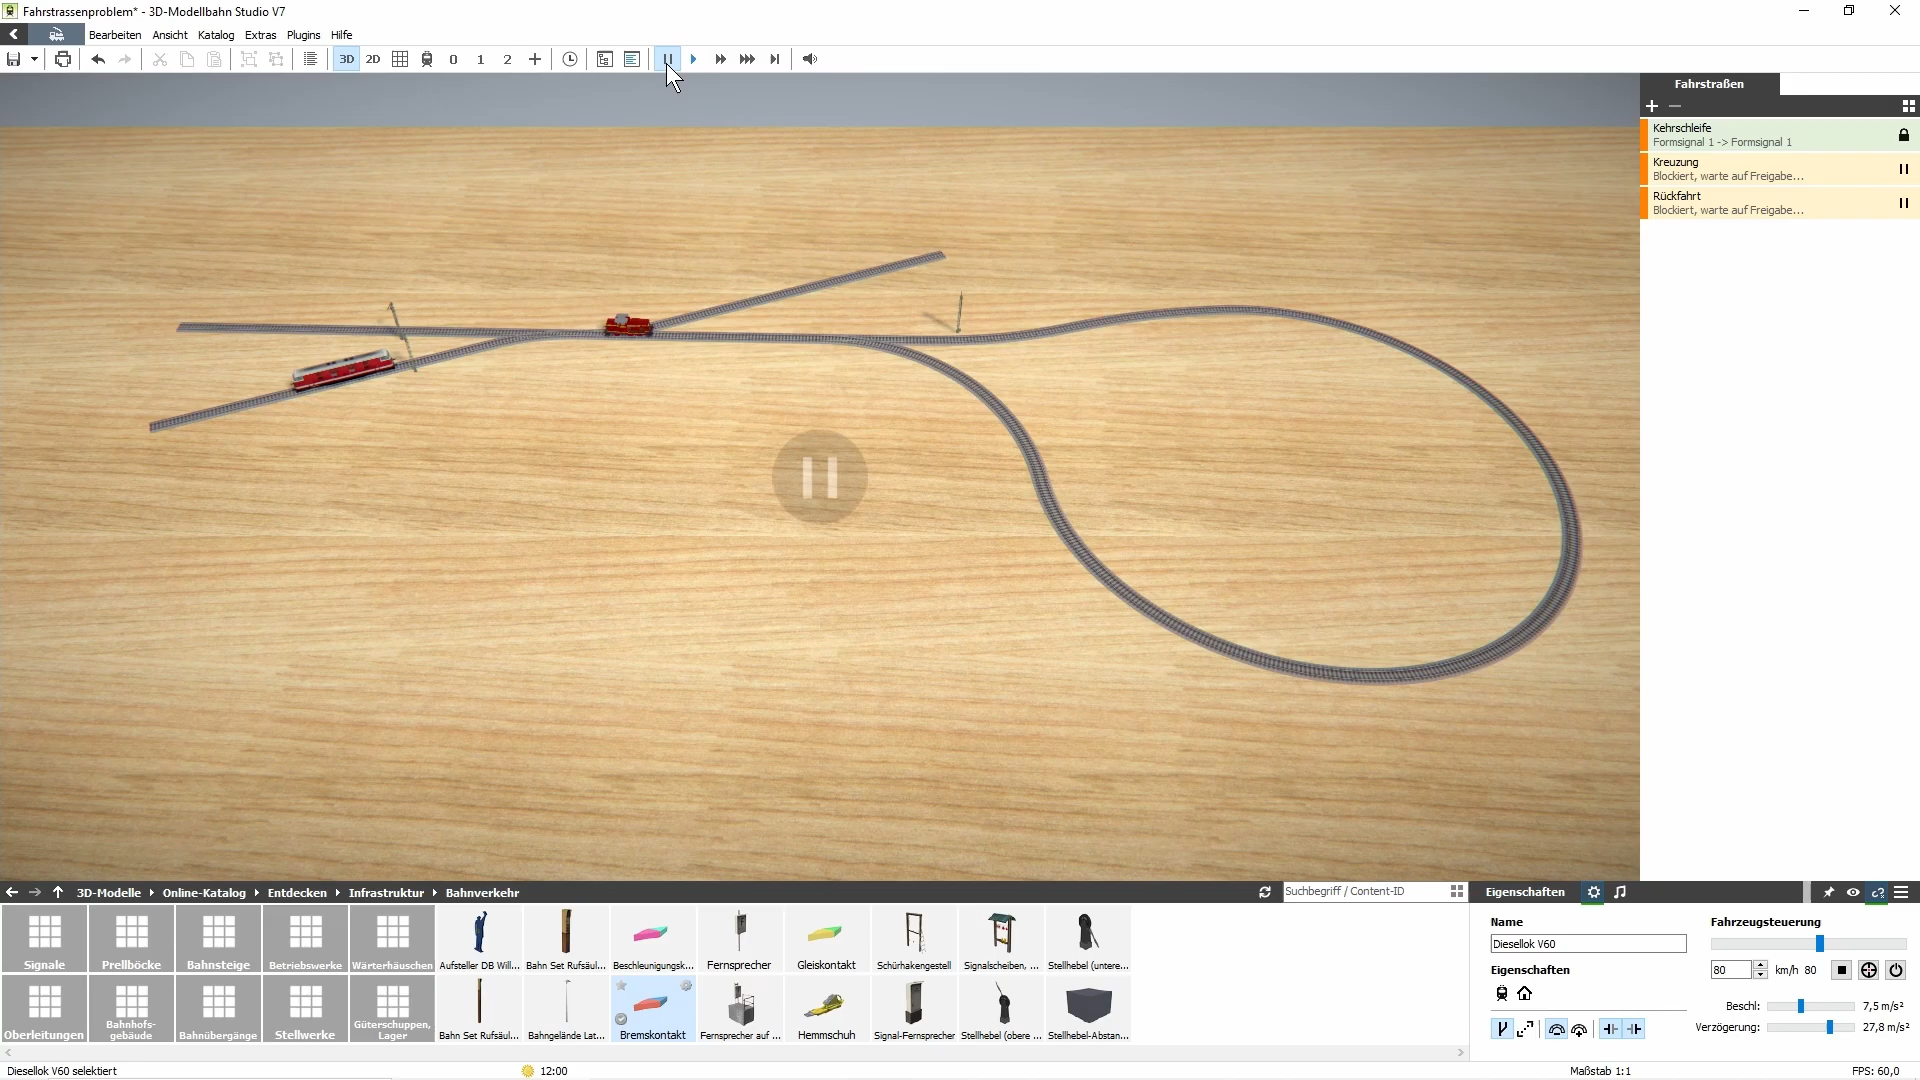 Fahrstrassenproblem* - 3D-Modellbahn Studio V7
Bearbeiten Ansicht Katalog Extras Plugins Hilfe
3D 2D 0 1 2
Fahrstraßen
Kehrschleife
Formsignal 1 -> Formsignal 1
Kreuzung
Blockiert, warte auf Freigabe...
Rückfahrt
Blockiert, warte auf Freigabe...
3D-Modelle Online-Katalog Entdecken Infrastruktur Bahnverkehr
Suchbegriff / Content-ID
Signale Prellböcke Bahnsteige Betriebswerke Wärterhäuschen Aufsteller DB Will... Bahn Set Rufsäul... Beschleunigungsk... Fernsprecher Gleiskontakt Schürhakengestell Signalscheiben, ... Stellhebel (untere...
Oberleitungen Bahnhofs-gebäude Bahnübergänge Stellwerke Güterschuppen, Lager Bahn Set Rufsäul... Bahngelände Lat... Bremskontakt Fernsprecher auf ... Hemmschuh Signal-Fernsprecher Stellhebel (obere ... Stellhebel-Abstan...
Eigenschaften
Name
Diesellok V60
Eigenschaften
Fahrzeugsteuerung
80 km/h 80
Beschl: 7,5 m/s²
Verzögerung: 27,8 m/s²
Diesellok V60 selektiert
12:00
Maßstab 1:1
FPS: 60,0